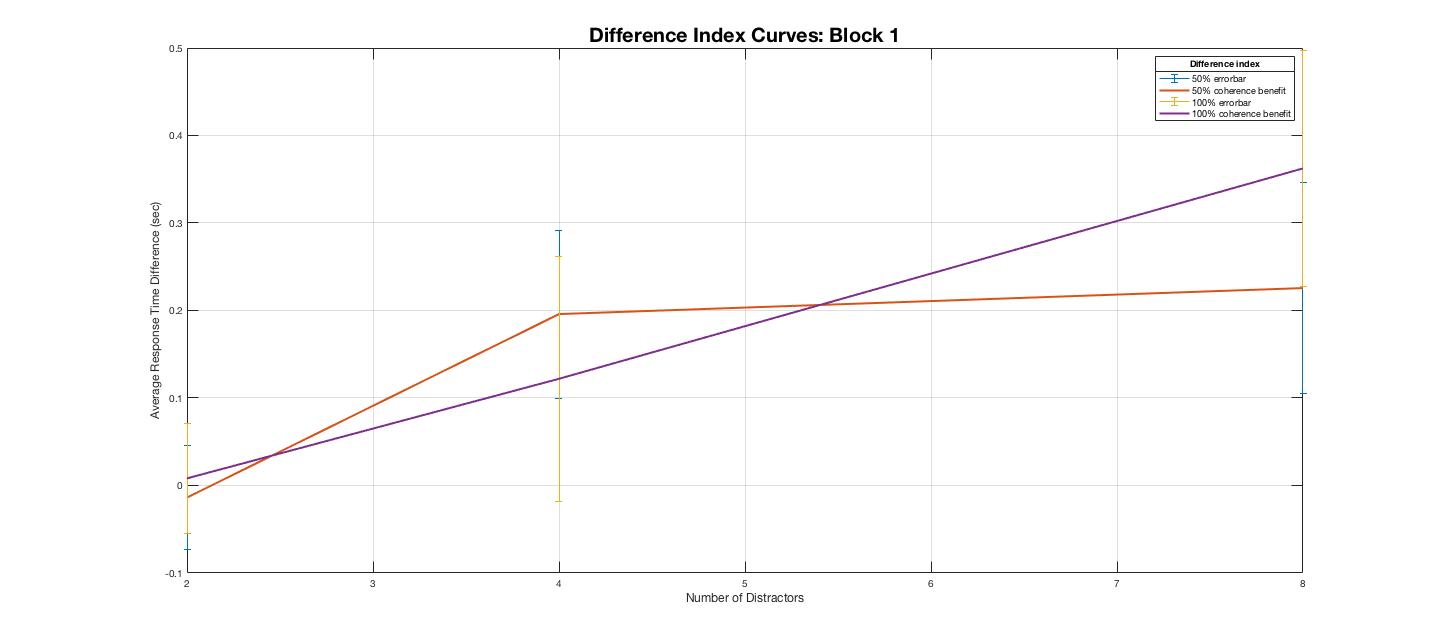 Difference Index Curves: Block 1
Difference index
50% errorbar
50% coherence benefit
100% errorbar
100% coherence benefit
0.5
0.4
0.3
0.2
0.1
0
-0.1
Average Response Time Difference (sec)
2 3 4 5 6 7 8
Number of Distractors